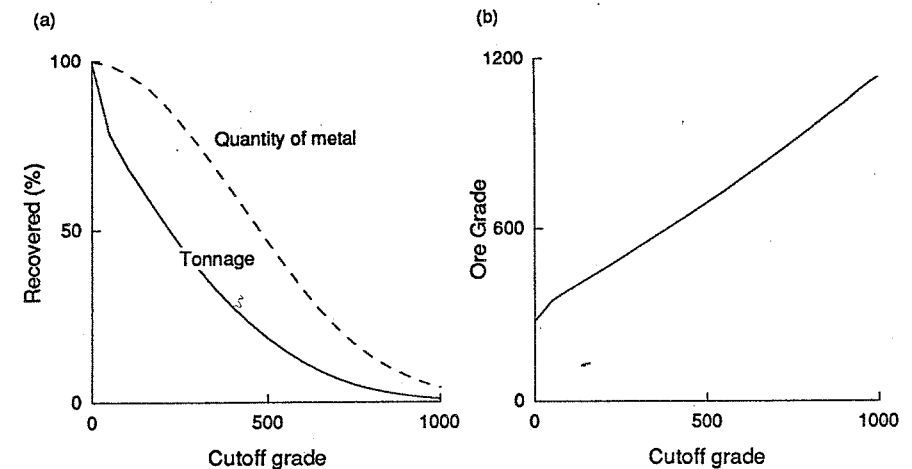 (a)
100
50
0
Recovered (%)
Quantity of metal
Tonnage
0 500 1000
Cutoff grade
(b)
1200
600
0
Ore Grade
0 500 1000
Cutoff grade